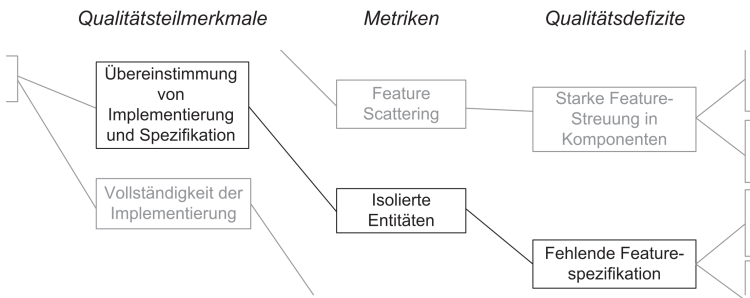 Qualitätsteilmerkmale Metriken Qualitätsdefizite
Übereinstimmung
von
Implementierung
und Spezifikation
Vollständigkeit der
Implementierung
Feature
Scattering
Isolierte
Entitäten
Starke Feature-
Streuung in
Komponenten
Fehlende Feature-
spezifikation